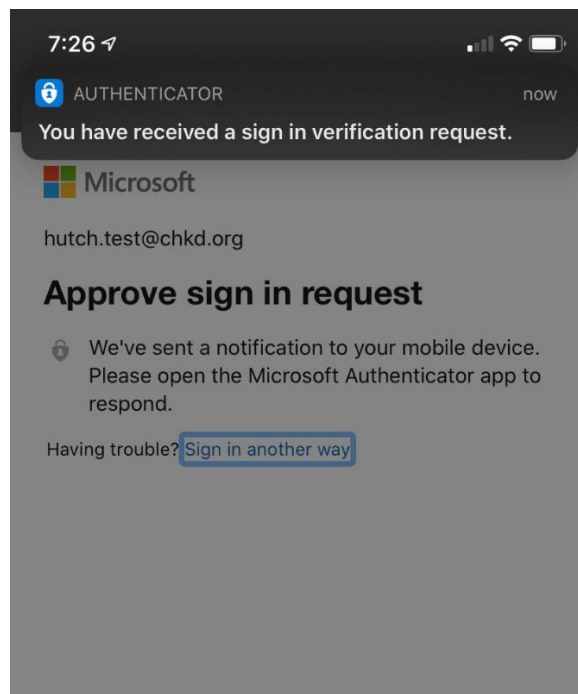 7:26
AUTHENTICATOR
now
You have received a sign in verification request.
Microsoft
hutch.test@chkd.org
Approve sign in request
We've sent a notification to your mobile device.
Please open the Microsoft Authenticator app to
respond.
Having trouble? Sign in another way